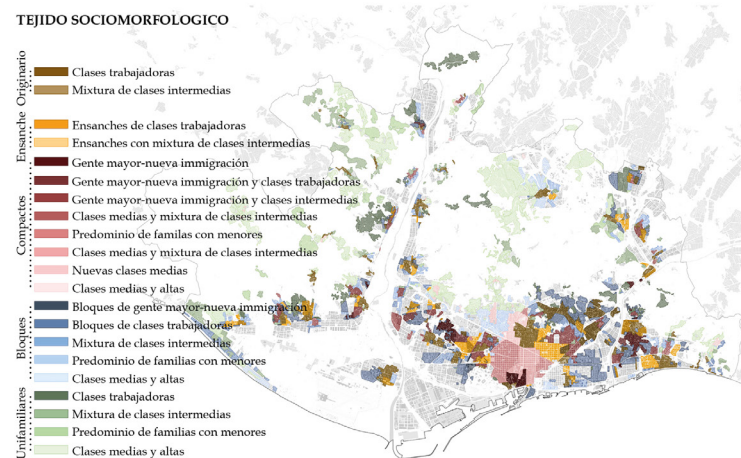 TEJIDO SOCIOMORFOLOGICO
Originario
Clases trabajadoras
Mixtura de clases intermedias
Ensanche
Ensanches de clases trabajadoras
Ensanches con mixtura de clases intermedias
Compactos
Gente mayor-nueva immigración
Gente mayor-nueva immigración y clases trabajadoras
Gente mayor-nueva immigración y clases intermedias
Clases medias y mixtura de clases intermedias
Predominio de familas con menores
Clases medias y mixtura de clases intermedias
Nuevas clases medias
Clases medias y altas
Bloques
Bloques de gente mayor-nueva immigración
Bloques de clases trabajadoras
Mixtura de clases intermedias
Predominio de familias con menores
Clases medias y altas
Unifamiliares
Clases trabajadoras
Mixtura de clases intermedias
Predominio de familias con menores
Clases medias y altas